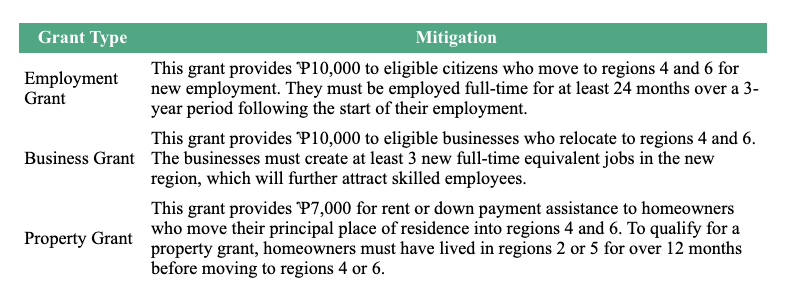 Grant Type Mitigation
Employment Grant
This grant provides ₱10,000 to eligible citizens who move to regions 4 and 6 for
new employment. They must be employed full-time for at least 24 months over a 3-
year period following the start of their employment.
Business Grant
This grant provides ₱10,000 to eligible businesses who relocate to regions 4 and 6.
The businesses must create at least 3 new full-time equivalent jobs in the new
region, which will further attract skilled employees.
Property Grant
This grant provides ₱7,000 for rent or down payment assistance to homeowners
who move their principal place of residence into regions 4 and 6. To qualify for a
property grant, homeowners must have lived in regions 2 or 5 for over 12 months
before moving to regions 4 or 6.